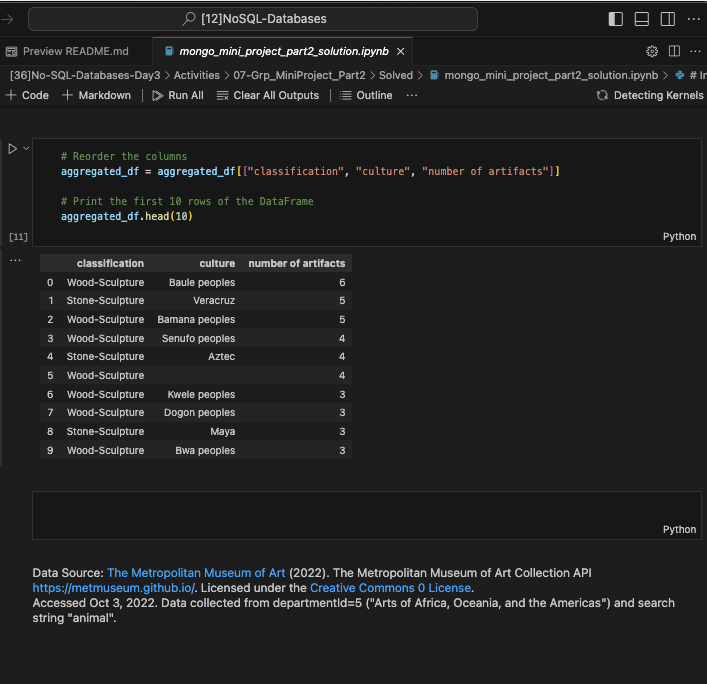 [12]NoSQL-Databases
Preview README.md
mongo_mini_project_part2_solution.ipynb
[36]No-SQL-Databases-Day3 > Activities > 07-Grp_MiniProject_Part2 > Solved > mongo_mini_project_part2_solution.ipynb > # In
+ Code + Markdown Run All Clear All Outputs Outline ... Detecting Kernels
# Reorder the columns
aggregated_df = aggregated_df[["classification", "culture", "number of artifacts"]]
# Print the first 10 rows of the DataFrame
aggregated_df.head(10)
[11]
Python
classification culture number of artifacts
0 Wood-Sculpture Baule peoples 6
1 Stone-Sculpture Veracruz 5
2 Wood-Sculpture Bamana peoples 5
3 Wood-Sculpture Senufo peoples 4
4 Stone-Sculpture Aztec 4
5 Wood-Sculpture 4
6 Wood-Sculpture Kwele peoples 3
7 Wood-Sculpture Dogon peoples 3
8 Stone-Sculpture Maya 3
9 Wood-Sculpture Bwa peoples 3
Python
Data Source: The Metropolitan Museum of Art (2022). The Metropolitan Museum of Art Collection API
https://metmuseum.github.io/. Licensed under the Creative Commons 0 License.
Accessed Oct 3, 2022. Data collected from departmentId=5 ("Arts of Africa, Oceania, and the Americas") and search
string "animal".